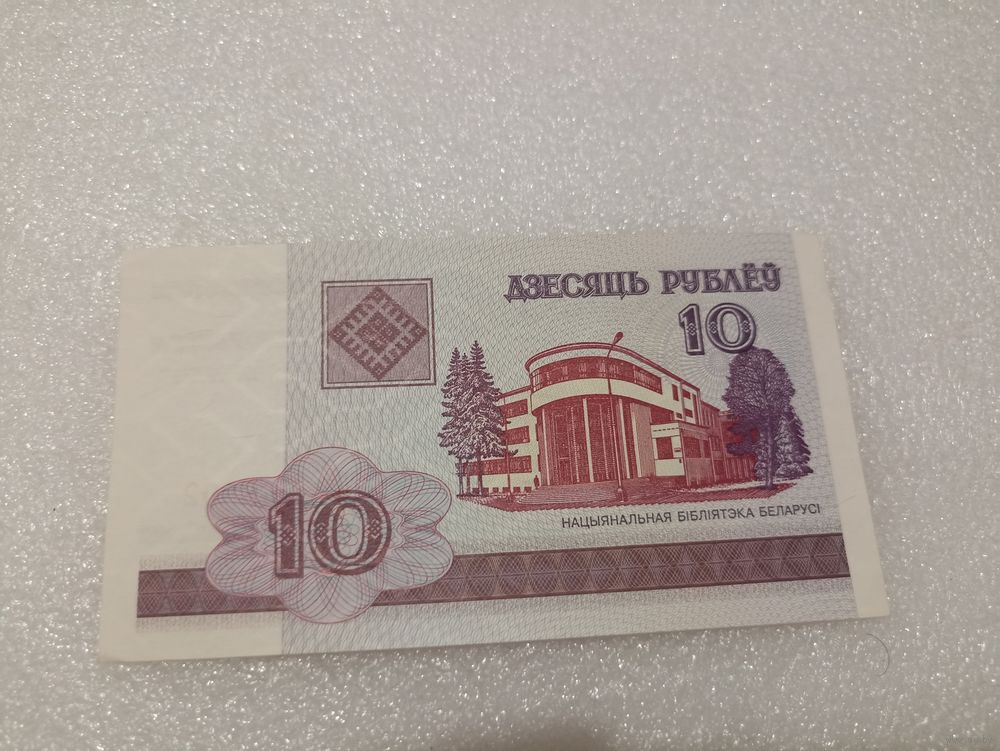 ДЗЕСЯЦЬ РУБЛЁЎ
10
НАЦЫЯНАЛЬНАЯ БІБЛІЯТЭКА БЕЛАРУСІ
10